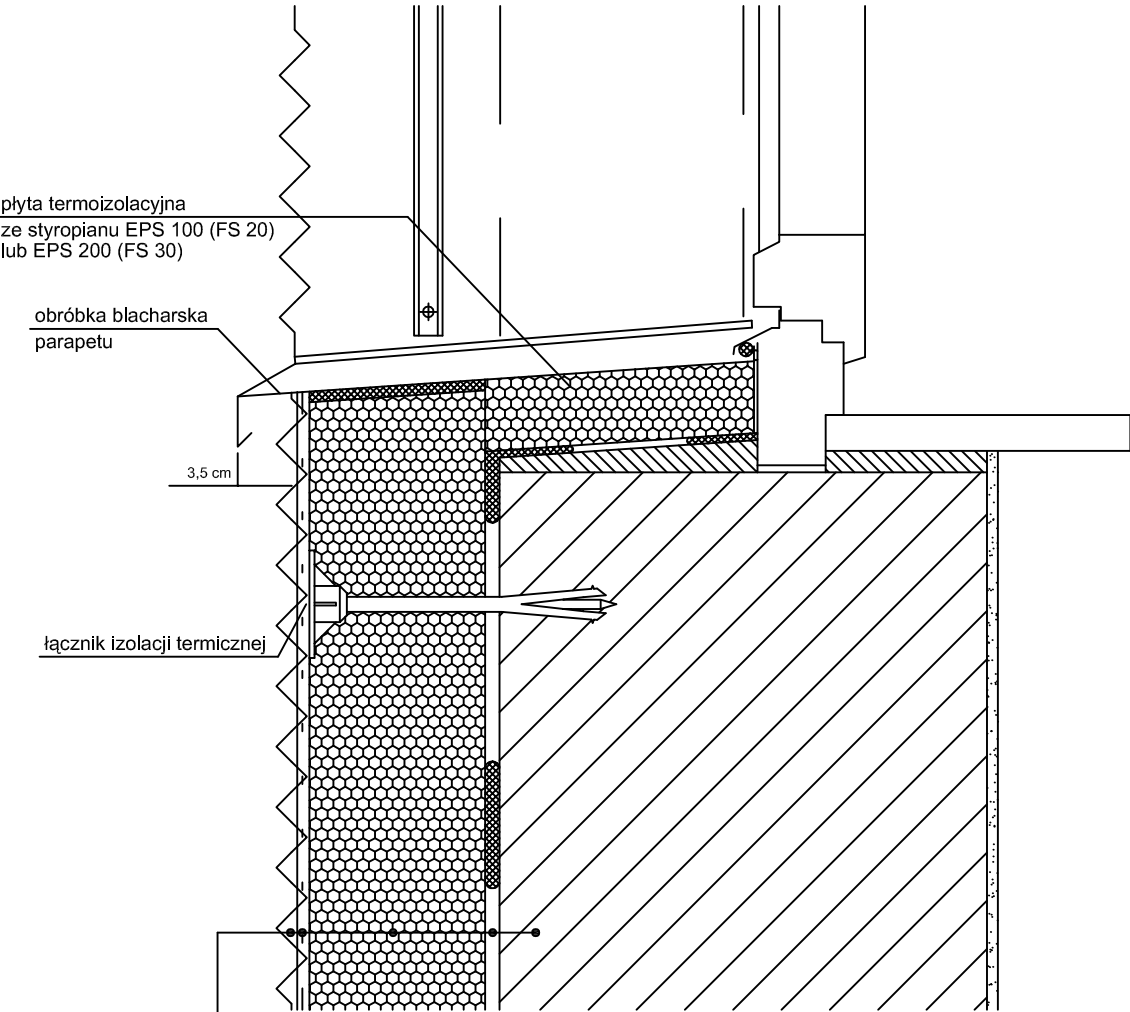 płyta termoizolacyjna
ze styropianu EPS 100 (FS 20)
lub EPS 200 (FS 30)
obróbka blacharska
parapetu
3,5 cm
łącznik izolacji termicznej